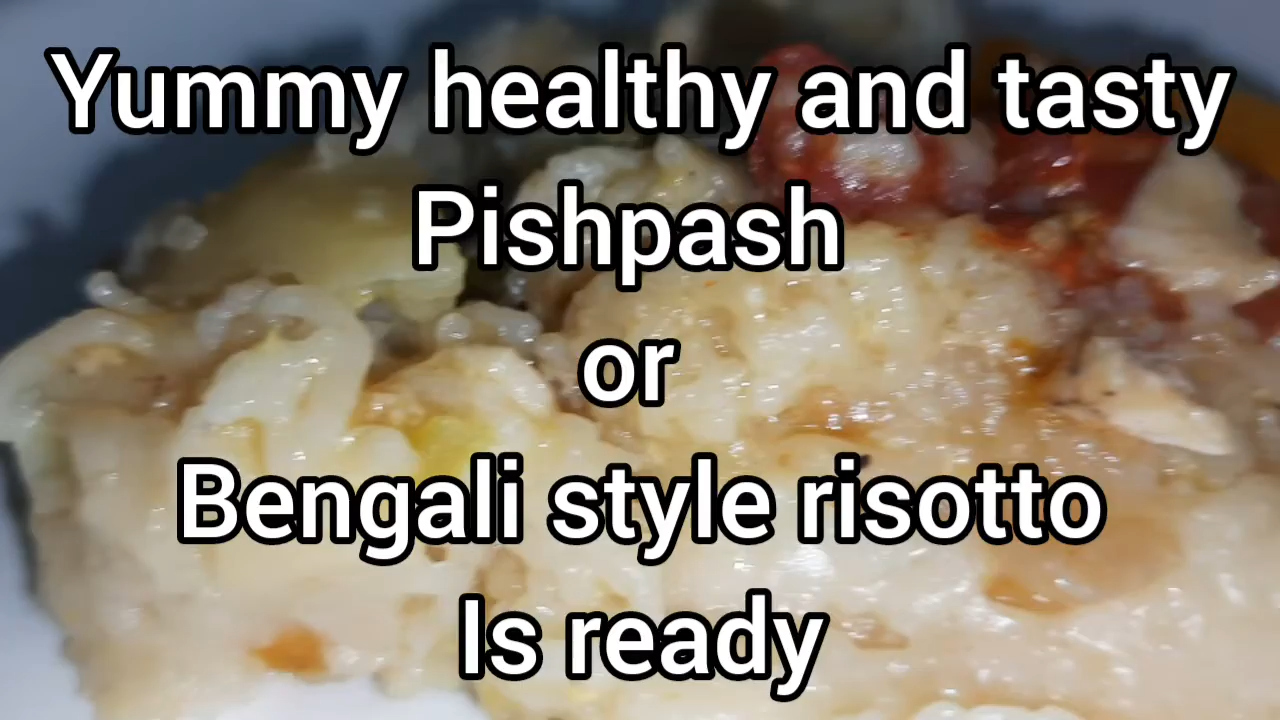 Yummy healthy and tasty
Pishpash
or
Bengali style risotto
Is ready